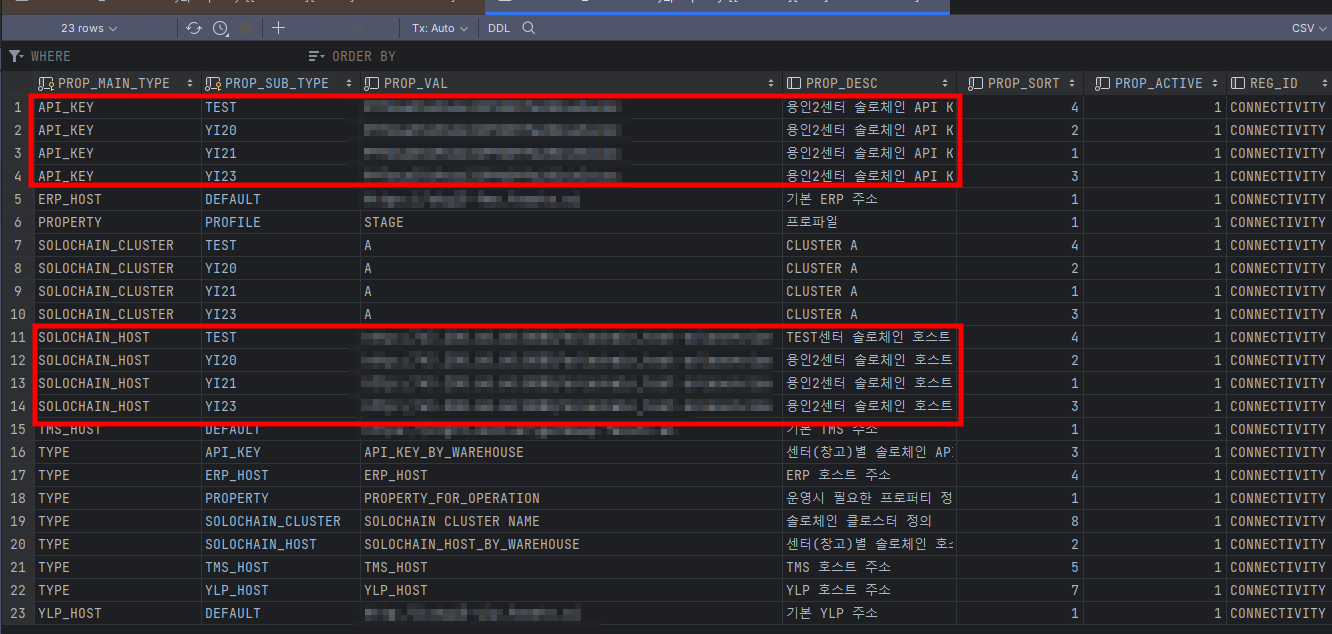 23 rows Tx: Auto DDL CSV
WHERE ORDER BY
PROP_MAIN_TYPE PROP_SUB_TYPE PROP_VAL PROP_DESC PROP_SORT PROP_ACTIVE REG_ID
1 API_KEY TEST 용인2센터 솔로체인 API K 4 1 CONNECTIVITY
2 API_KEY YI20 용인2센터 솔로체인 API K 2 1 CONNECTIVITY
3 API_KEY YI21 용인2센터 솔로체인 API K 1 1 CONNECTIVITY
4 API_KEY YI23 용인2센터 솔로체인 API K 3 1 CONNECTIVITY
5 ERP_HOST DEFAULT 기본 ERP 주소 1 1 CONNECTIVITY
6 PROPERTY PROFILE STAGE 프로파일 1 1 CONNECTIVITY
7 SOLOCHAIN_CLUSTER TEST A CLUSTER A 4 1 CONNECTIVITY
8 SOLOCHAIN_CLUSTER YI20 A CLUSTER A 2 1 CONNECTIVITY
9 SOLOCHAIN_CLUSTER YI21 A CLUSTER A 1 1 CONNECTIVITY
10 SOLOCHAIN_CLUSTER YI23 A CLUSTER A 3 1 CONNECTIVITY
11 SOLOCHAIN_HOST TEST TEST센터 솔로체인 호스트 4 1 CONNECTIVITY
12 SOLOCHAIN_HOST YI20 용인2센터 솔로체인 호스트 2 1 CONNECTIVITY
13 SOLOCHAIN_HOST YI21 용인2센터 솔로체인 호스트 1 1 CONNECTIVITY
14 SOLOCHAIN_HOST YI23 용인2센터 솔로체인 호스트 3 1 CONNECTIVITY
15 TMS_HOST DEFAULT 기본 TMS 주소 1 1 CONNECTIVITY
16 TYPE API_KEY API_KEY_BY_WAREHOUSE 센터(창고)별 솔로체인 API 3 1 CONNECTIVITY
17 TYPE ERP_HOST ERP_HOST ERP 호스트 주소 4 1 CONNECTIVITY
18 TYPE PROPERTY PROPERTY_FOR_OPERATION 운영시 필요한 프로퍼티 정 1 1 CONNECTIVITY
19 TYPE SOLOCHAIN_CLUSTER SOLOCHAIN CLUSTER NAME 솔로체인 클로스터 정의 8 1 CONNECTIVITY
20 TYPE SOLOCHAIN_HOST SOLOCHAIN_HOST_BY_WAREHOUSE 센터(창고)별 솔로체인 호 2 1 CONNECTIVITY
21 TYPE TMS_HOST TMS_HOST TMS 호스트 주소 5 1 CONNECTIVITY
22 TYPE YLP_HOST YLP_HOST YLP 호스트 주소 7 1 CONNECTIVITY
23 YLP_HOST DEFAULT 기본 YLP 주소 1 1 CONNECTIVITY